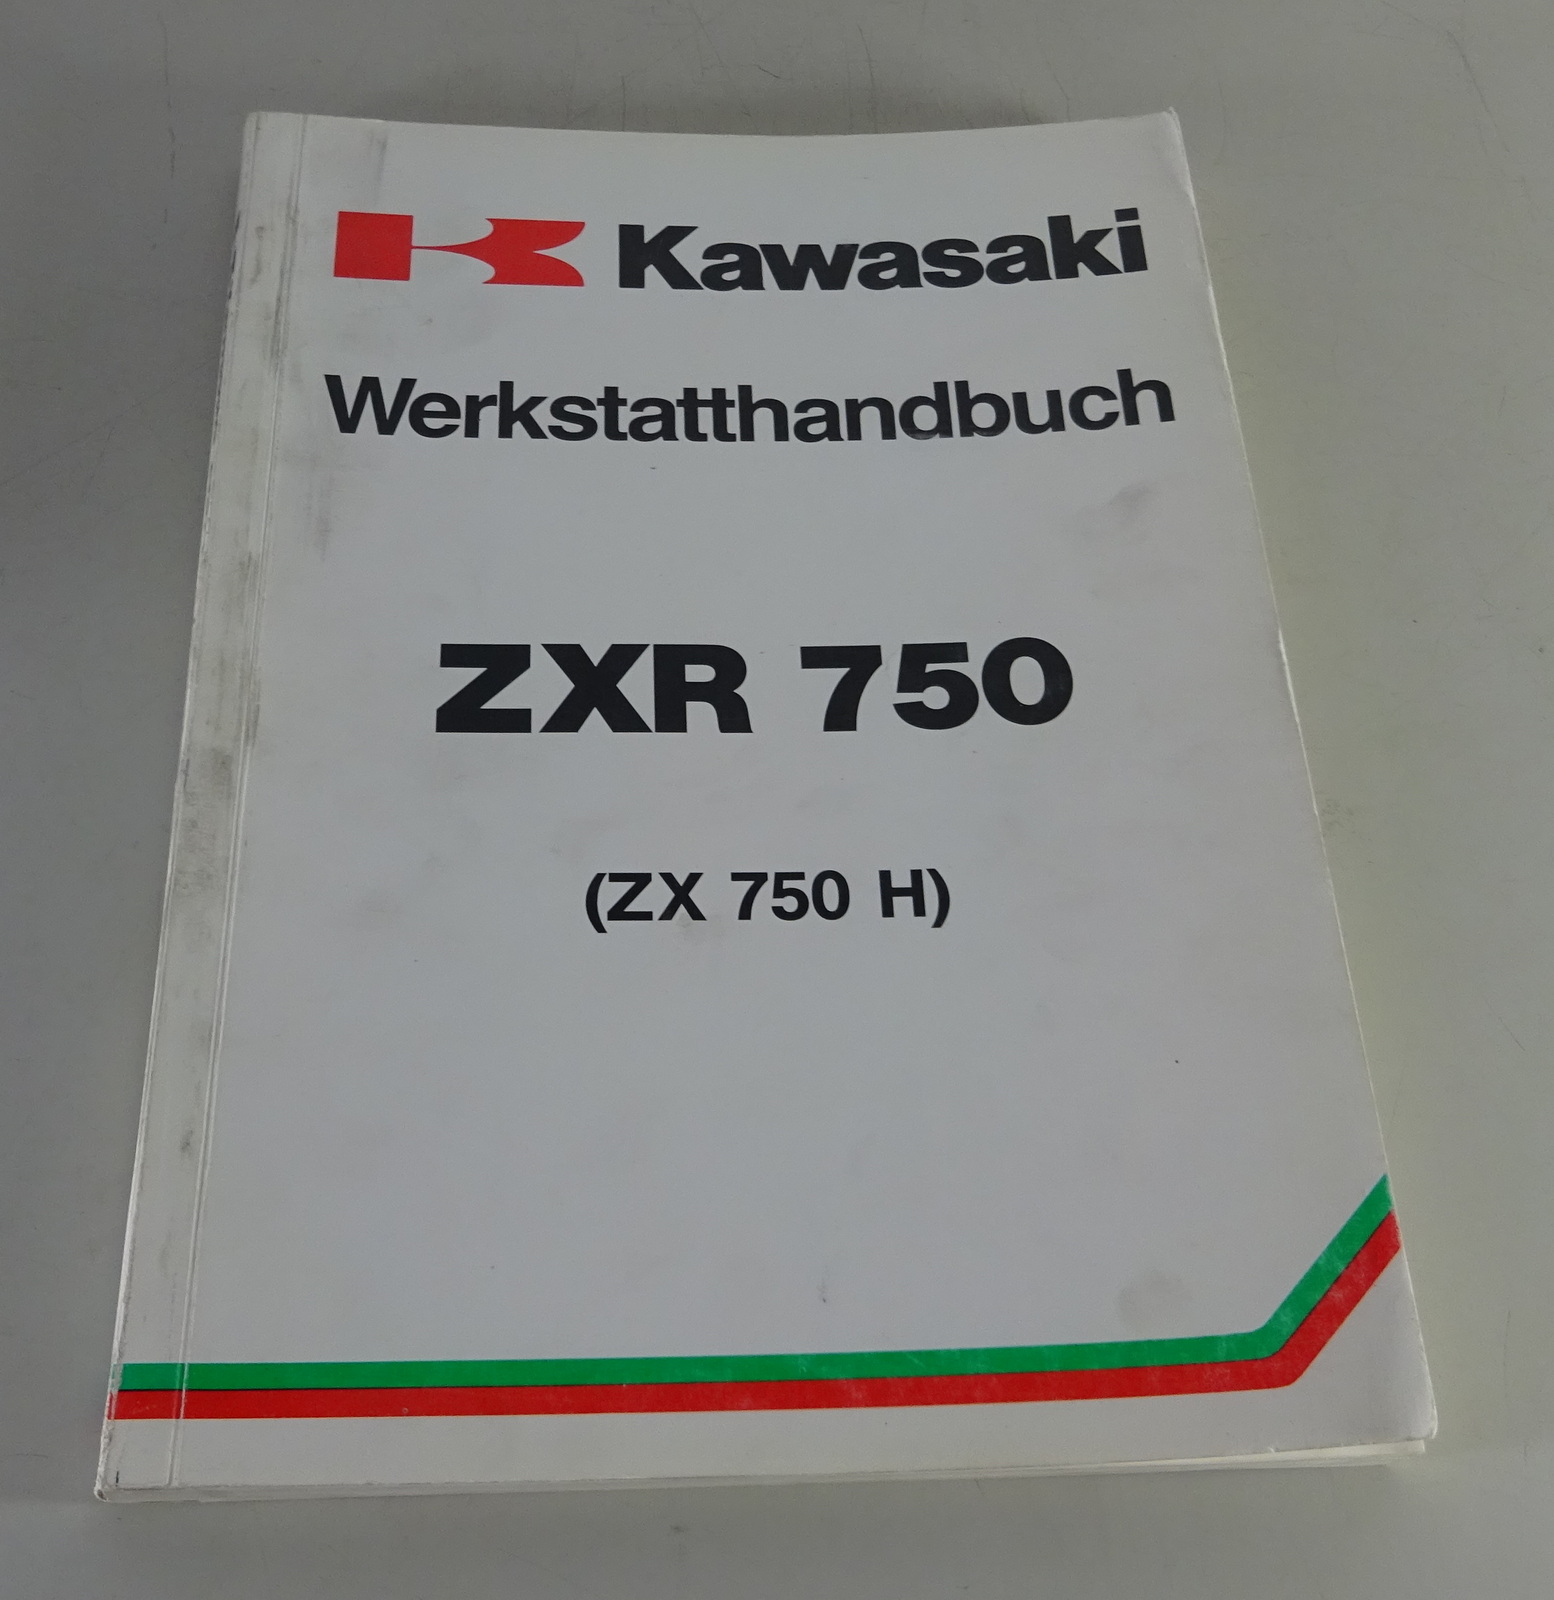 Kawasaki
Werkstatthandbuch
ZXR 750
(ZX 750 H)